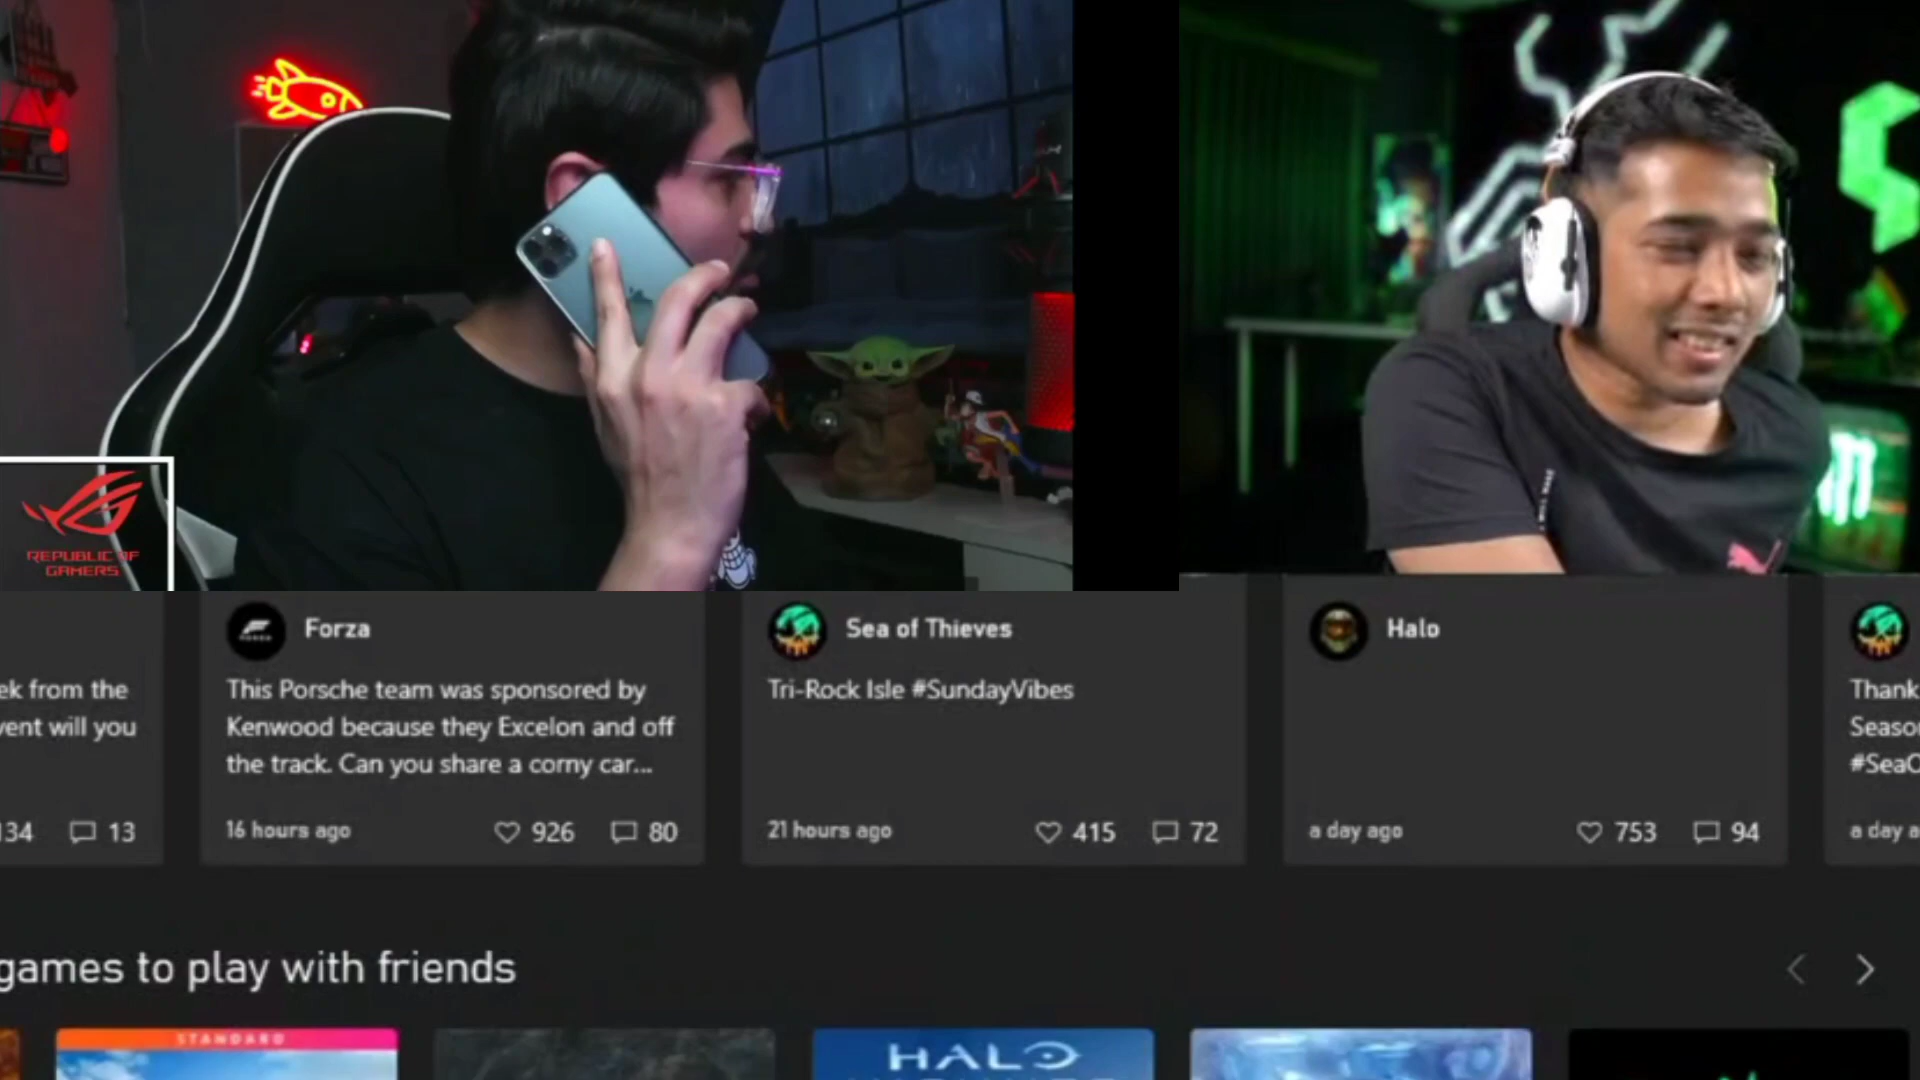 REPUBLIC OF
GAMERS
Forza
Sea of Thieves
Halo
ek from the
vent will you
This Porsche team was sponsored by
Kenwood because they Excelon and off
the track. Can you share a corny car...
Tri-Rock Isle #SundayVibes
Thank
Season
#SeaO
134 13
16 hours ago 926 80
21 hours ago 415 72
a day ago 753 94
a day a
games to play with friends
STANDARD
HALO